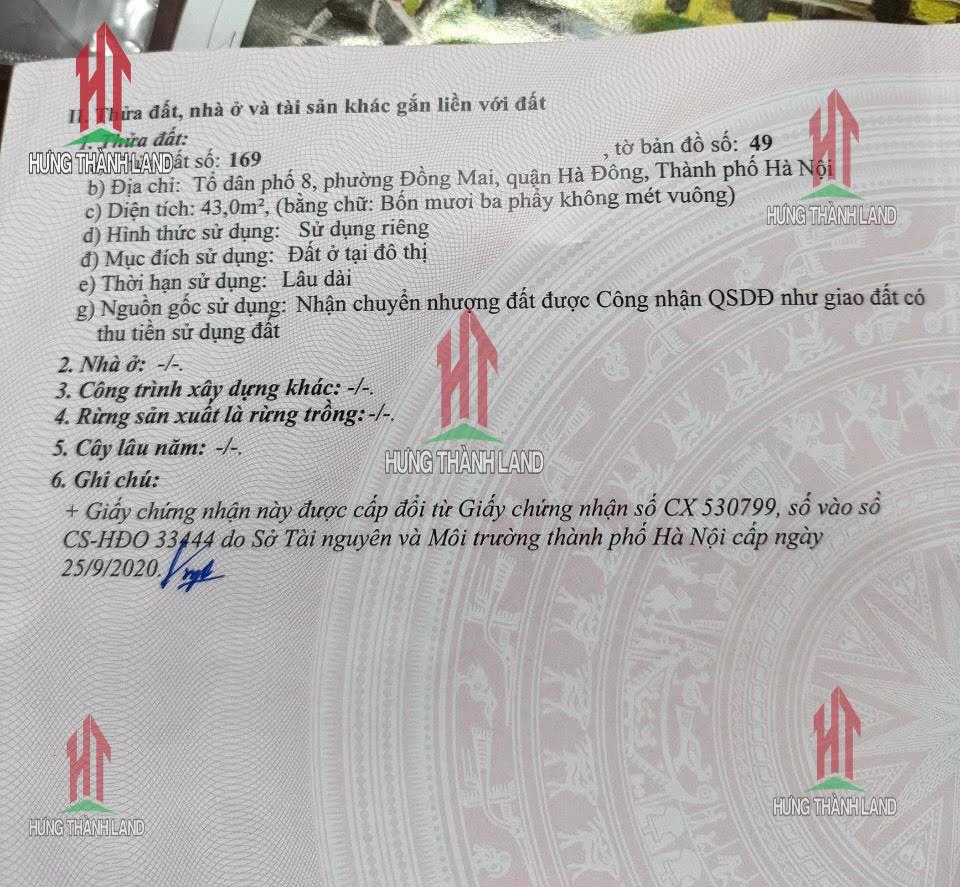 II. Thửa đất, nhà ở và tài sản khác gắn liền với đất
1. Thửa đất:
đất số: 169 , tờ bản đồ số: 49
b) Địa chỉ: Tổ dân phố 8, phường Đồng Mai, quận Hà Đông, Thành phố Hà Nội
c) Diện tích: 43,0m², (bằng chữ: Bốn mươi ba phẩy không mét vuông)
d) Hình thức sử dụng: Sử dụng riêng
đ) Mục đích sử dụng: Đất ở tại đô thị
e) Thời hạn sử dụng: Lâu dài
g) Nguồn gốc sử dụng: Nhận chuyển nhượng đất được Công nhận QSDĐ như giao đất có
thu tiền sử dụng đất
2. Nhà ở: -/-.
3. Công trình xây dựng khác: -/-.
4. Rừng sản xuất là rừng trồng: -/-.
5. Cây lâu năm: -/-.
6. Ghi chú:
+ Giấy chứng nhận này được cấp đổi từ Giấy chứng nhận số CX 530799, số vào sổ
CS-HĐO 33444 do Sở Tài nguyên và Môi trường thành phố Hà Nội cấp ngày
25/9/2020.
HƯNG THÀNH LAND
HƯNG THÀNH LAND
HƯNG THÀNH LAND
HƯNG THÀNH LAND
HƯNG THÀNH LAND